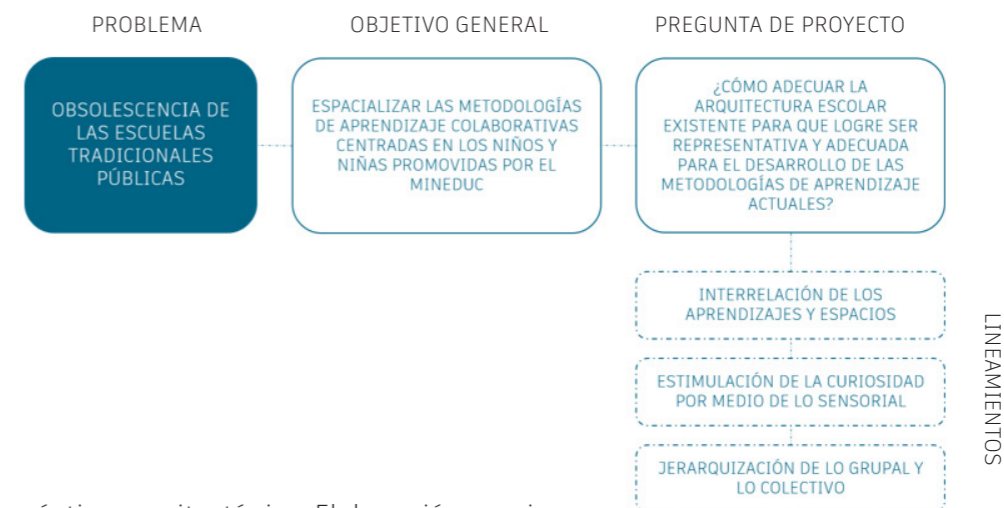 PROBLEMA
OBJETIVO GENERAL
PREGUNTA DE PROYECTO
OBSOLESCENCIA DE
LAS ESCUELAS
TRADICIONALES
PÚBLICAS
ESPACIALIZAR LAS METODOLOGÍAS
DE APRENDIZAJE COLABORATIVAS
CENTRADAS EN LOS NIÑOS Y
NIÑAS PROMOVIDAS POR EL
MINEDUC
¿CÓMO ADECUAR LA
ARQUITECTURA ESCOLAR
EXISTENTE PARA QUE LOGRE SER
REPRESENTATIVA Y ADECUADA
PARA EL DESARROLLO DE LAS
METODOLOGÍAS DE APRENDIZAJE
ACTUALES?
INTERRELACIÓN DE LOS
APRENDIZAJES Y ESPACIOS
ESTIMULACIÓN DE LA CURIOSIDAD
POR MEDIO DE LO SENSORIAL
JERARQUIZACIÓN DE LO GRUPAL Y
LO COLECTIVO
LINEAMIENTOS